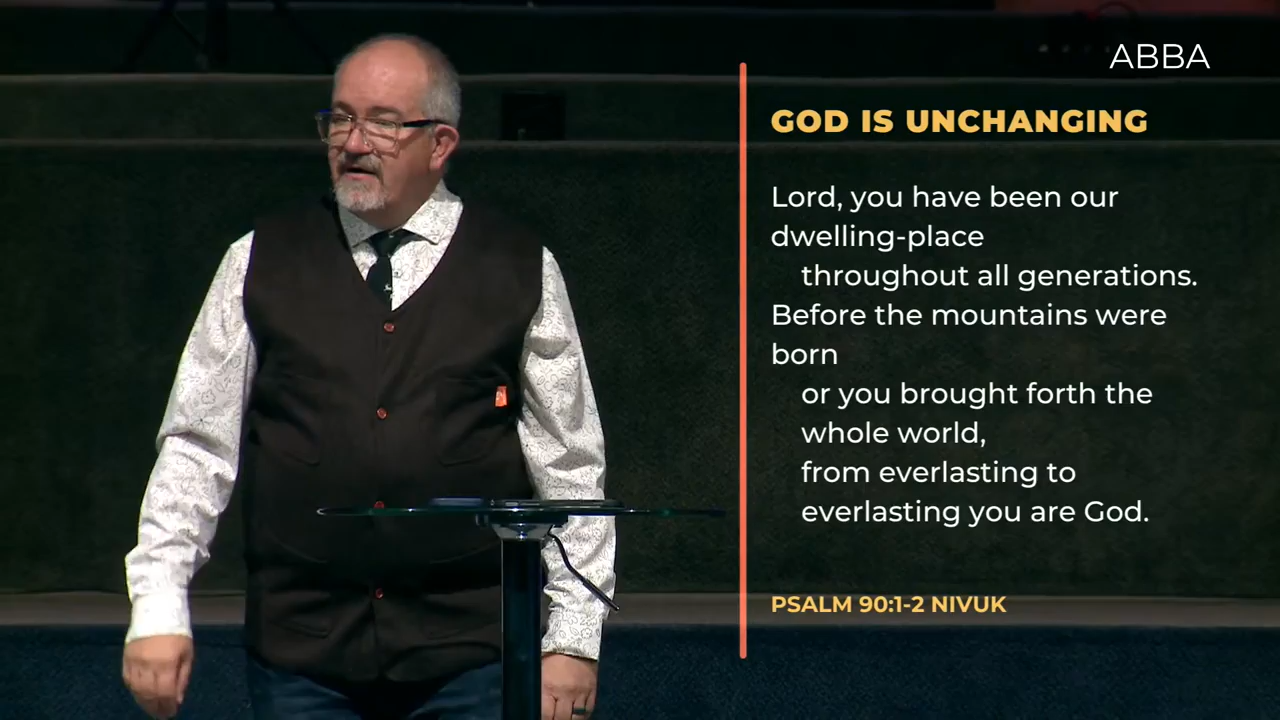 ABBA
GOD IS UNCHANGING
Lord, you have been our
dwelling-place
throughout all generations.
Before the mountains were
born
or you brought forth the
whole world,
from everlasting to
everlasting you are God.
PSALM 90:1-2 NIVUK